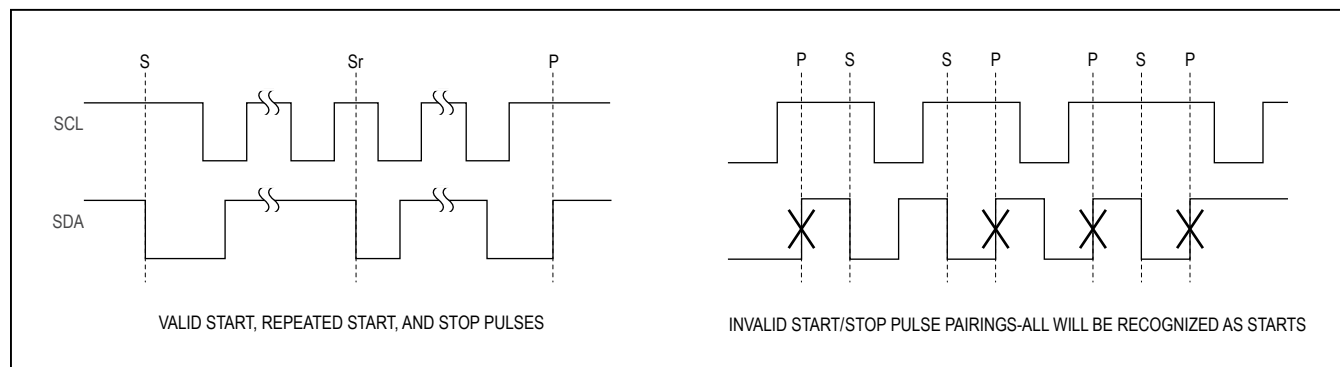 S Sr P
SCL
SDA
VALID START, REPEATED START, AND STOP PULSES
P S S P P S P
INVALID START/STOP PULSE PAIRINGS-ALL WILL BE RECOGNIZED AS STARTS